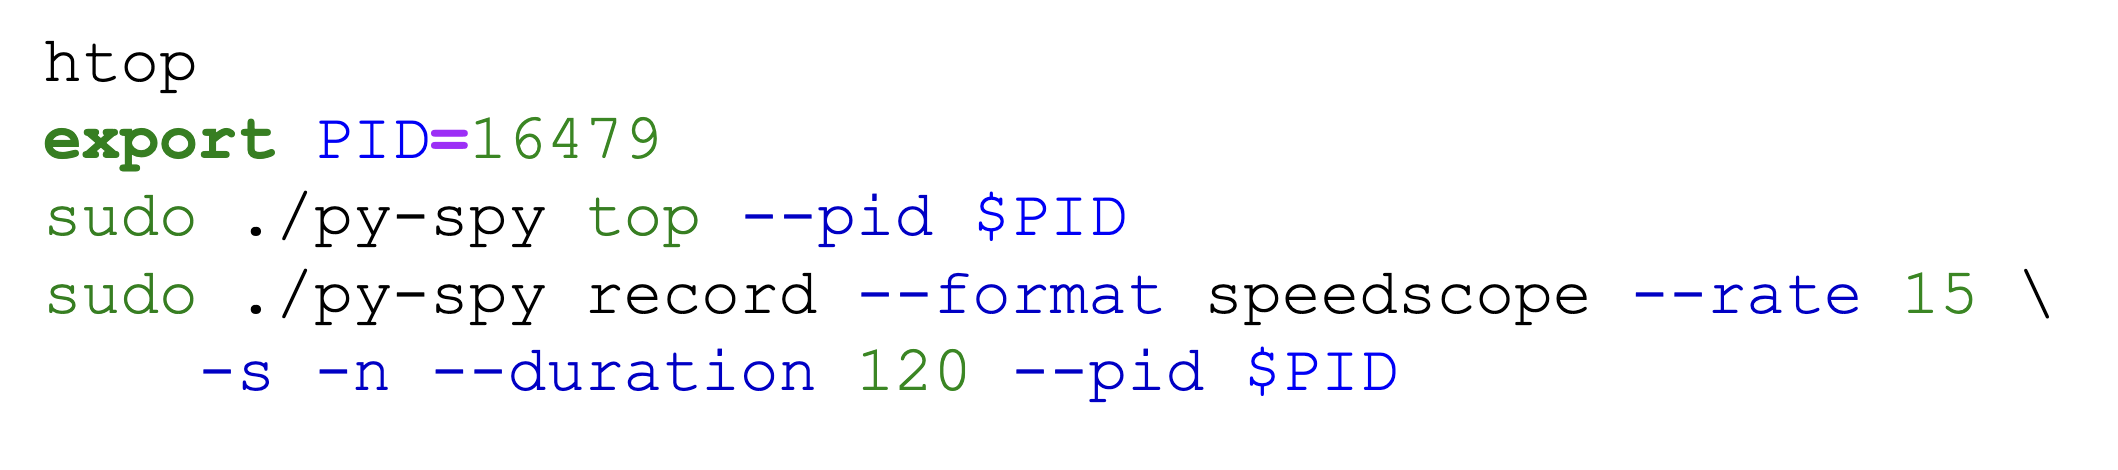 htop
export PID=16479
sudo ./py-spy top --pid $PID
sudo ./py-spy record --format speedscope --rate 15 \
    -s -n --duration 120 --pid $PID